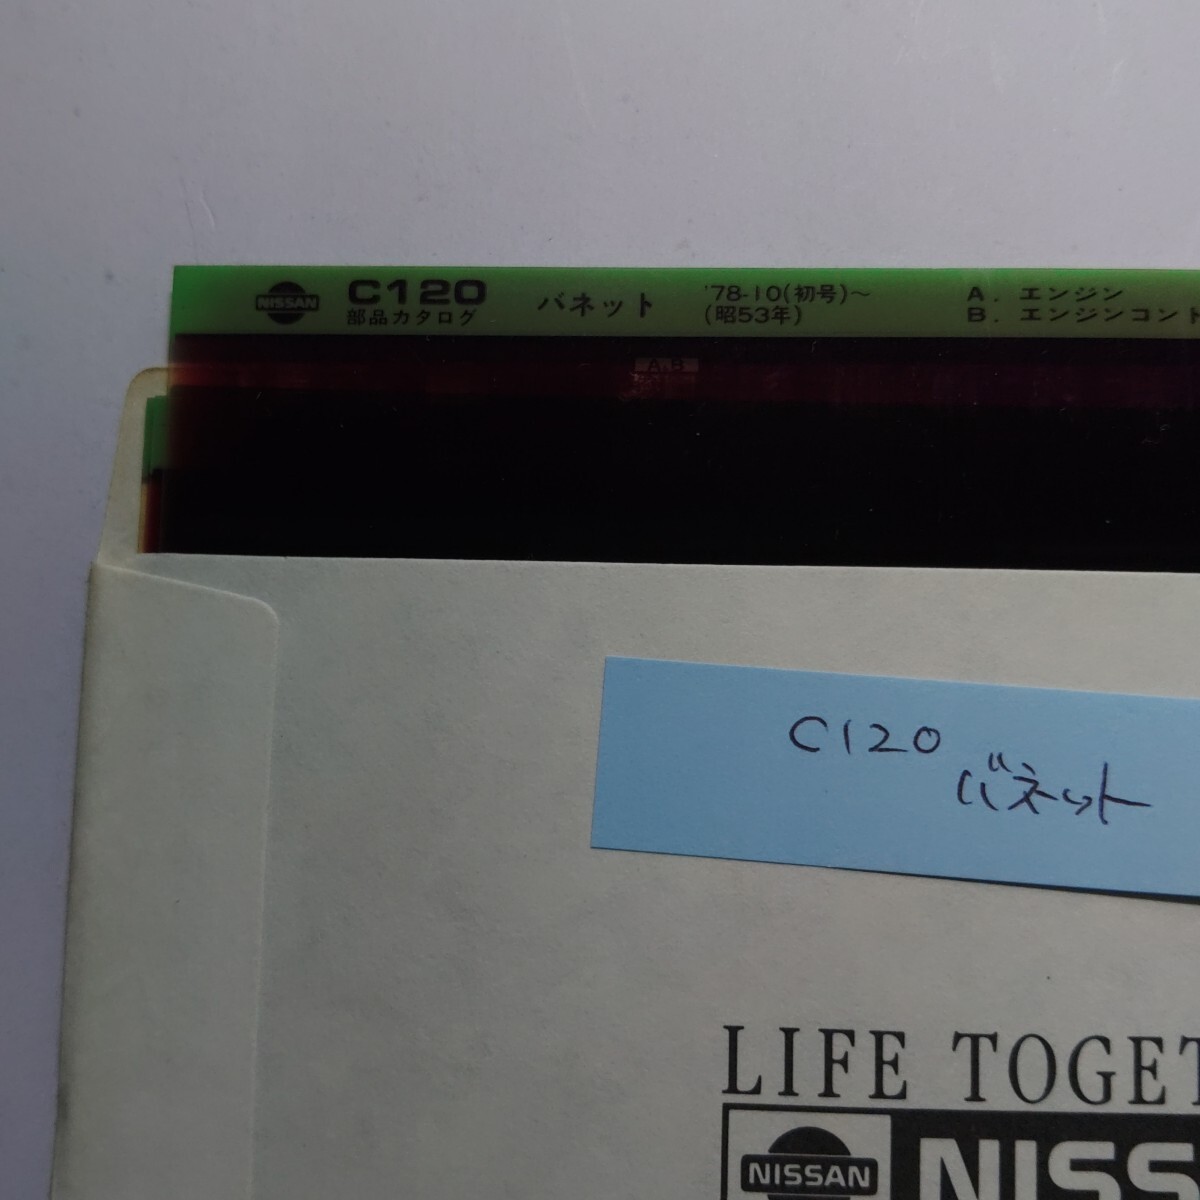 NISSAN C120 バネット '78-10(初号)～ A. エンジン
部品カタログ (昭53年) B. エンジンコント
A,B
C120
バネット
LIFE TOGET
NISSAN NISS